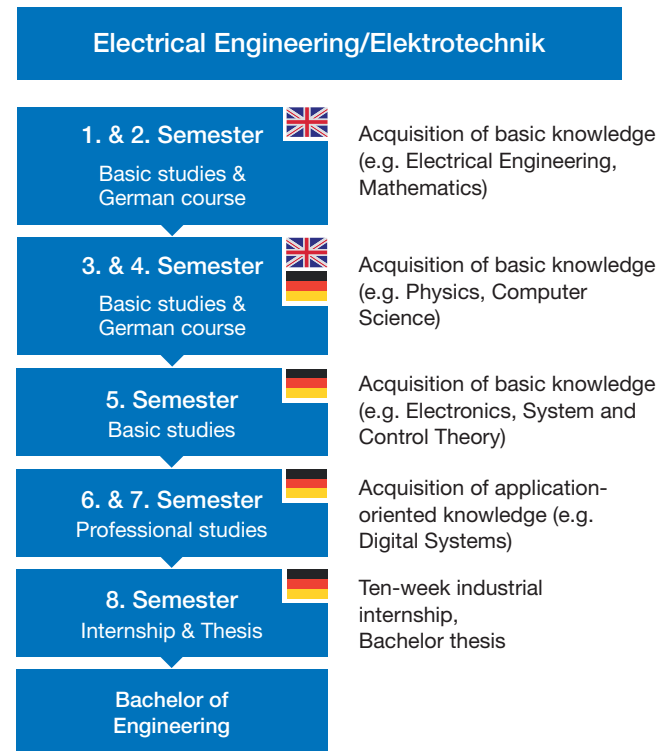 Electrical Engineering/Elektrotechnik
1. & 2. Semester
Basic studies &
German course
Acquisition of basic knowledge
(e.g. Electrical Engineering,
Mathematics)
3. & 4. Semester
Basic studies &
German course
Acquisition of basic knowledge
(e.g. Physics, Computer
Science)
5. Semester
Basic studies
Acquisition of basic knowledge
(e.g. Electronics, System and
Control Theory)
6. & 7. Semester
Professional studies
Acquisition of application-
oriented knowledge (e.g.
Digital Systems)
8. Semester
Internship & Thesis
Ten-week industrial
internship,
Bachelor thesis
Bachelor of
Engineering